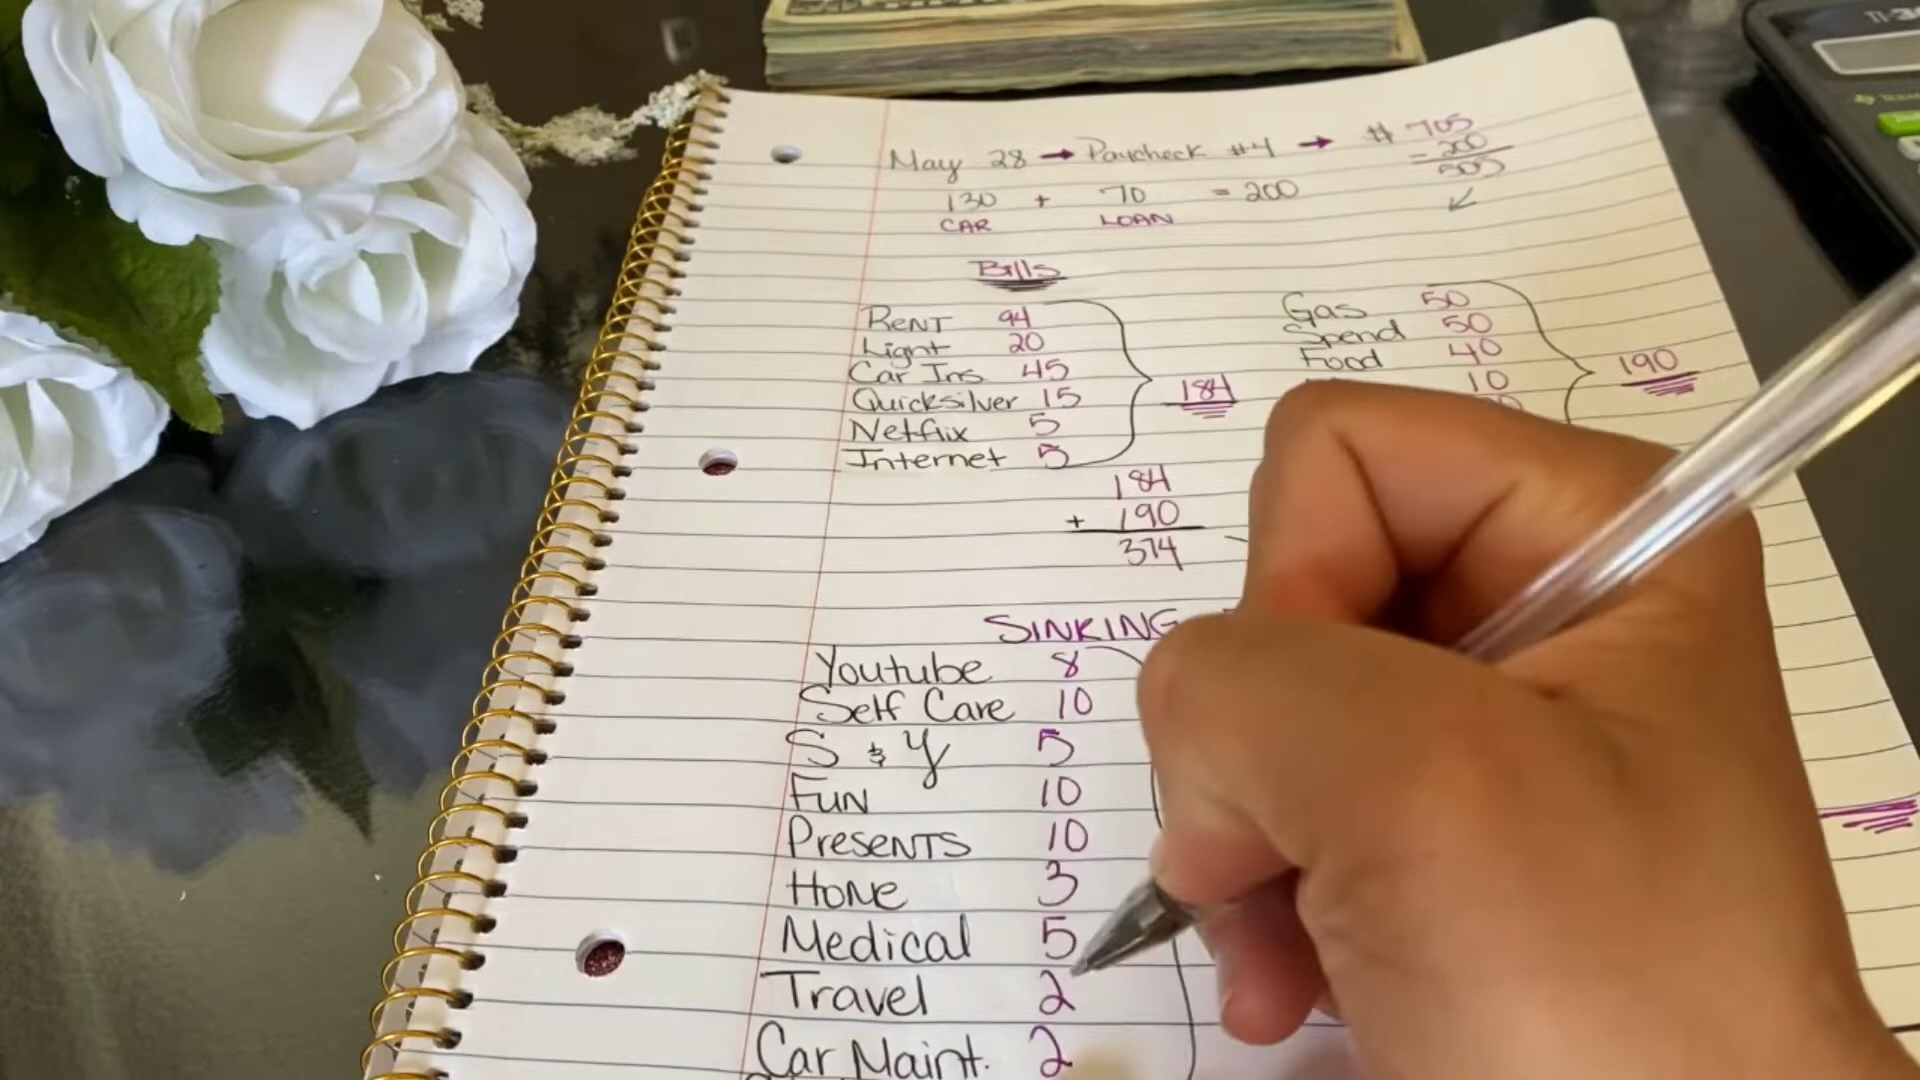 May 28 → Paycheck #4 → # 705
- 200
505
130 + 70 = 200
CAR LOAN
Bills
RENT 94
Light 20
Car Ins 45
Quicksilver 15
Netflix 5
Internet 5
184
Gas 50
Spend 50
Food 40
10
190
184
+ 190
374
SINKING
Youtube 8
Self Care 10
S & Y 5
FUN 10
PRESENTS 10
HOME 3
Medical 5
Travel 2
Car Maint. 2